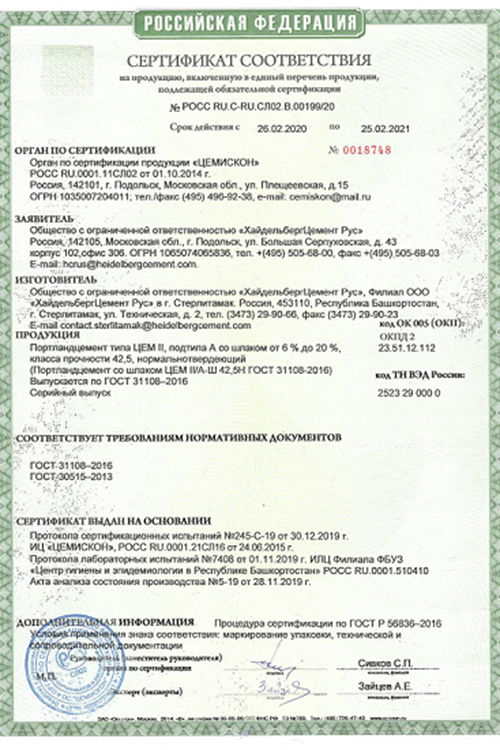 РОССИЙСКАЯ ФЕДЕРАЦИЯ
СЕРТИФИКАТ СООТВЕТСТВИЯ
на продукцию, включенную в единый перечень продукции,
подлежащей обязательной сертификации
№ РОСС RU.C-RU.СЛ02.В.00199/20
Срок действия с 26.02.2020 по 25.02.2021
ОРГАН ПО СЕРТИФИКАЦИИ № 0018748
Орган по сертификации продукции «ЦЕМИСКОН»
РОСС RU.0001.11СЛ02 от 01.10.2014 г.
Россия, 142101, г. Подольск, Московская обл., ул. Плещеевская, д.15
ОГРН 1035007204011; тел./факс (495) 496-92-38, e-mail: cemiskon@mail.ru
ЗАЯВИТЕЛЬ
Общество с ограниченной ответственностью «ХайдельбергЦемент Рус»
Россия, 142105, Московская обл., г. Подольск, ул. Большая Серпуховская, д. 43
корпус 102,офис 306. ОГРН 1065074065836, тел. +(495) 505-68-00, факс +(495) 505-68-03
E-mail: hcrus@heidelbergcement.com
ИЗГОТОВИТЕЛЬ
Общество с ограниченной ответственностью «ХайдельбергЦемент Рус», Филиал ООО
«ХайдельбергЦемент Рус» в г. Стерлитамак. Россия, 453110, Республика Башкортостан,
г. Стерлитамак, ул. Техническая, 2, тел. (3473) 29-90-66, факс (3473) 29-90-23
E-mail contact.sterlitamak@heidelbergcement.com
код ОК 005 (ОКП):
ПРОДУКЦИЯ ОКПД 2
Портландцемент типа ЦЕМ II, подтипа А со шлаком от 6 % до 20 %, 23.51.12.112
класса прочности 42,5, нормальнотвердеющий
(Портландцемент со шлаком ЦЕМ II/А-Ш 42,5Н ГОСТ 31108-2016) код ТН ВЭД России:
Выпускается по ГОСТ 31108-2016
Серийный выпуск 2523 29 000 0
СООТВЕТСТВУЕТ ТРЕБОВАНИЯМ НОРМАТИВНЫХ ДОКУМЕНТОВ
ГОСТ 31108-2016
ГОСТ 30515-2013
СЕРТИФИКАТ ВЫДАН НА ОСНОВАНИИ
Протокола сертификационных испытаний №245-С-19 от 30.12.2019 г.
ИЦ «ЦЕМИСКОН», РОСС RU.0001.21СЛ16 от 24.06.2015 г.
Протокола лабораторных испытаний №7408 от 01.11.2019 г. ИЛЦ Филиала ФБУЗ
«Центр гигиены и эпидемиологии в Республике Башкортостан» РОСС RU.0001.510410
Акта анализа состояния производства №5-19 от 28.11.2019 г.
ДОПОЛНИТЕЛЬНАЯ ИНФОРМАЦИЯ Процедура сертификации по ГОСТ Р 56836-2016
Условия применения знака соответствия: маркирование упаковки, технической и
сопроводительной документации
Руководитель (заместитель руководителя)
органа по сертификации Сивков С.П.
М.П.
Эксперт (эксперты) Зайцев А.Е.